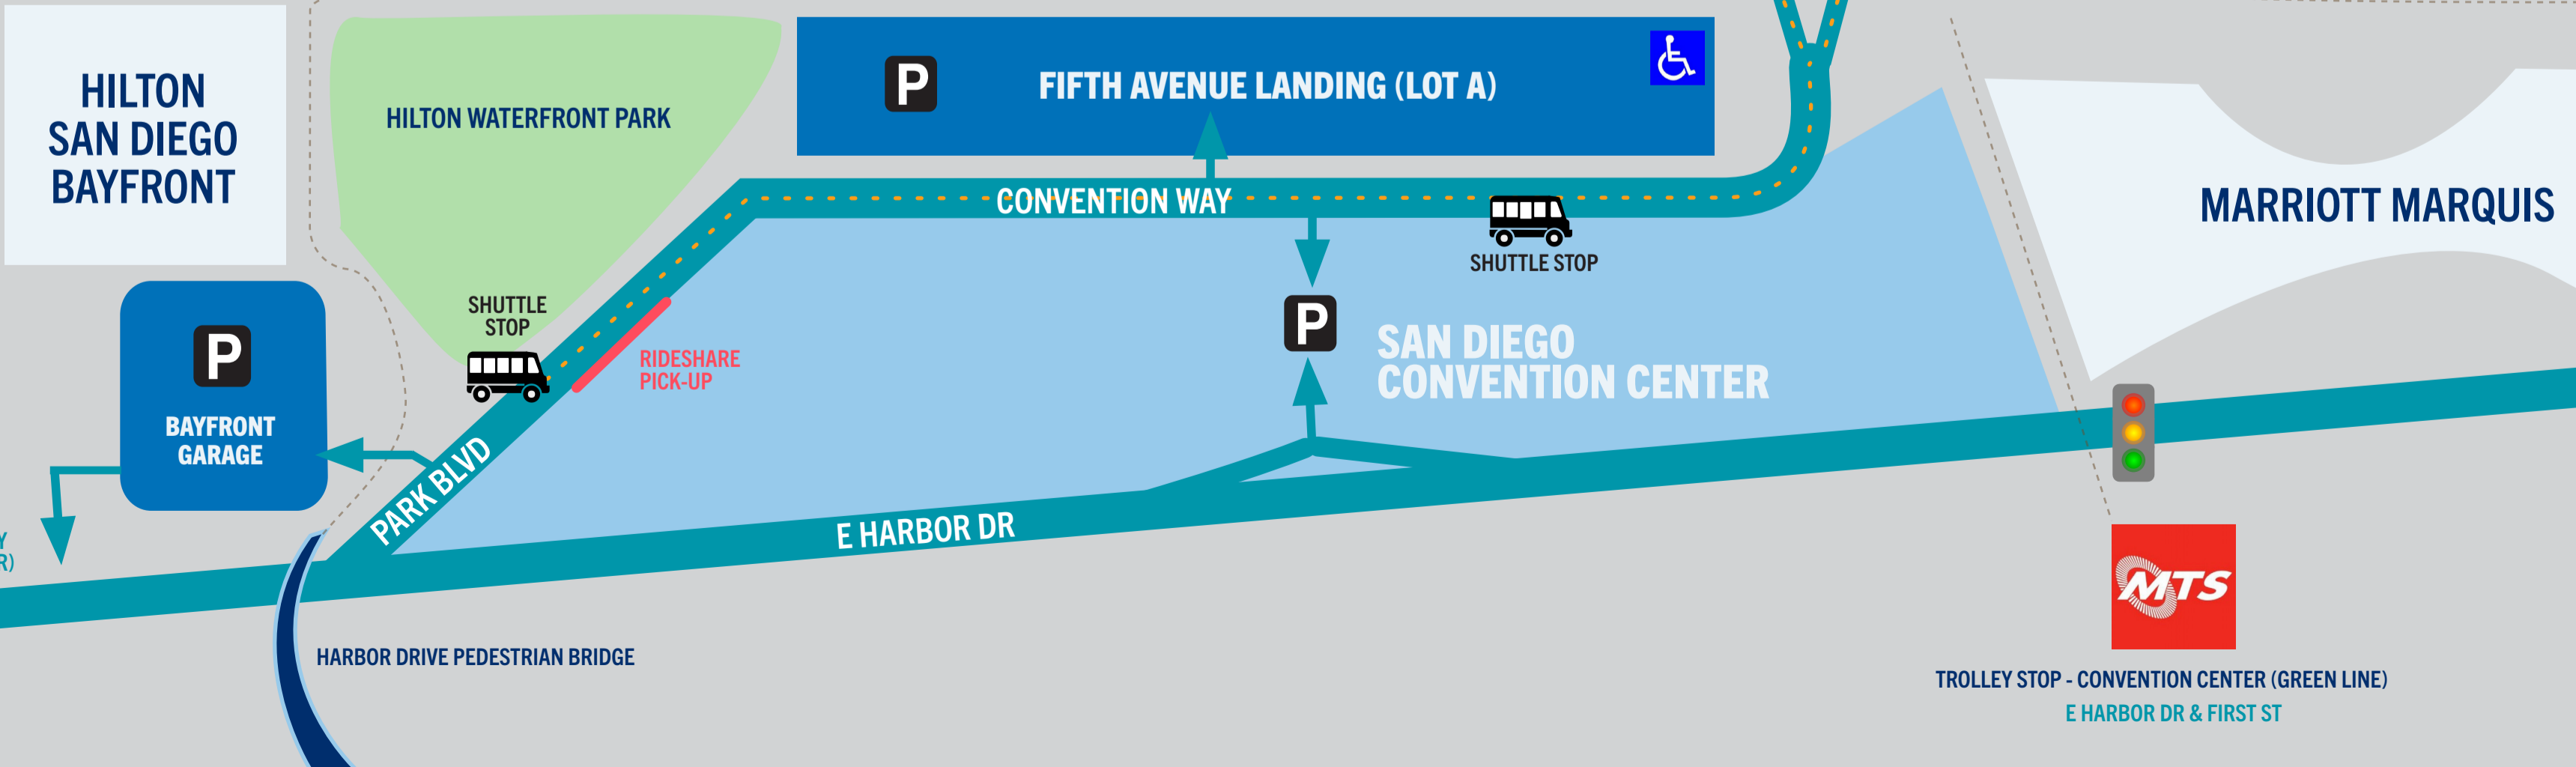 HILTON
SAN DIEGO
BAYFRONT
HILTON WATERFRONT PARK
P
FIFTH AVENUE LANDING (LOT A)
CONVENTION WAY
SHUTTLE STOP
MARRIOTT MARQUIS
SHUTTLE
STOP
RIDESHARE
PICK-UP
P
SAN DIEGO
CONVENTION CENTER
P
BAYFRONT
GARAGE
PARK BLVD
E HARBOR DR
Y
R)
HARBOR DRIVE PEDESTRIAN BRIDGE
MTS
TROLLEY STOP - CONVENTION CENTER (GREEN LINE)
E HARBOR DR & FIRST ST